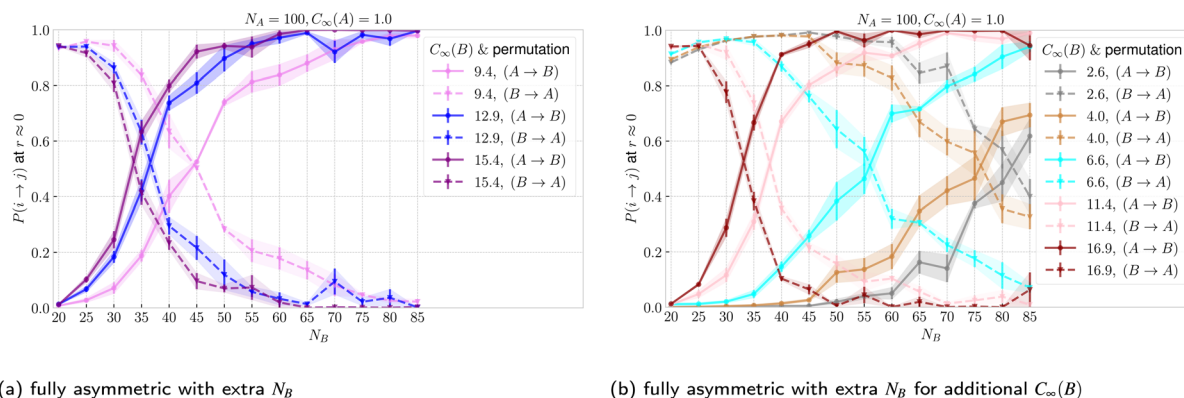 N_A = 100, C_∞(A) = 1.0
P(i → j) at r ≈ 0
1.0
0.8
0.6
0.4
0.2
0.0
20 25 30 35 40 45 50 55 60 65 70 75 80 85
N_B
C_∞(B) & permutation
9.4, (A → B)
9.4, (B → A)
12.9, (A → B)
12.9, (B → A)
15.4, (A → B)
15.4, (B → A)
(a) fully asymmetric with extra N_B
N_A = 100, C_∞(A) = 1.0
P(i → j) at r ≈ 0
1.0
0.8
0.6
0.4
0.2
0.0
20 25 30 35 40 45 50 55 60 65 70 75 80 85
N_B
C_∞(B) & permutation
2.6, (A → B)
2.6, (B → A)
4.0, (A → B)
4.0, (B → A)
6.6, (A → B)
6.6, (B → A)
11.4, (A → B)
11.4, (B → A)
16.9, (A → B)
16.9, (B → A)
(b) fully asymmetric with extra N_B for additional C_∞(B)